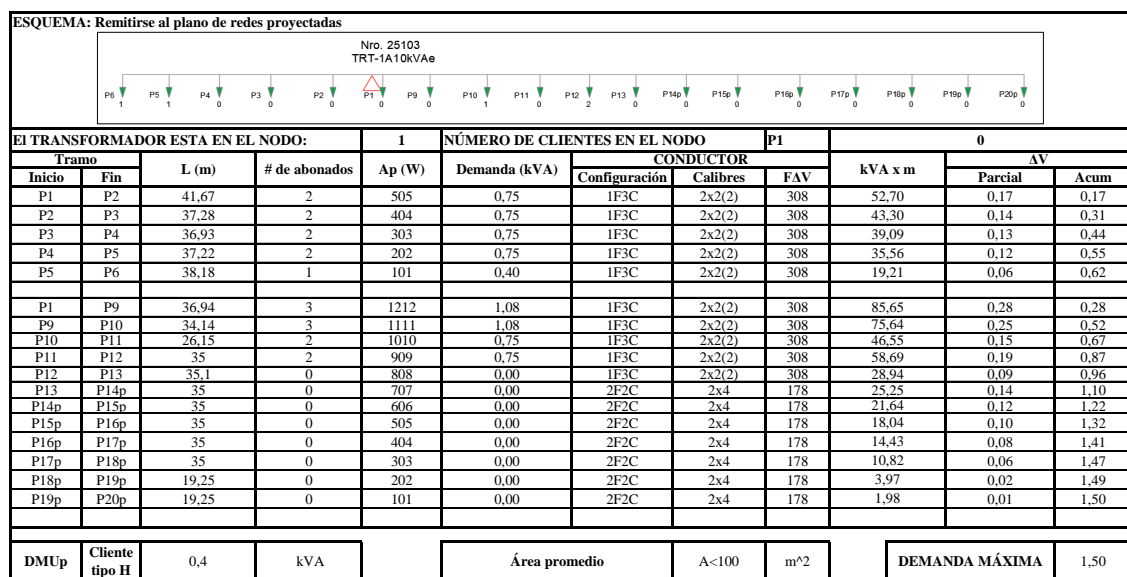 ESQUEMA: Remitirse al plano de redes proyectadas
Nro. 25103
TRT-1A10kVAe
P6 P5 P4 P3 P2 P1 P9 P10 P11 P12 P13 P14p P15p P16p P17p P18p P19p P20p
1 1 0 0 0 0 0 1 0 2 0 0 0 0 0 0 0 0
El TRANSFORMADOR ESTA EN EL NODO: 1 NÚMERO DE CLIENTES EN EL NODO P1 0
Tramo L (m) # de abonados Ap (W) Demanda (kVA) CONDUCTOR kVA x m ΔV
Inicio Fin Configuración Calibres FΔV Parcial Acum
P1 P2 41,67 2 505 0,75 1F3C 2x2(2) 308 52,70 0,17 0,17
P2 P3 37,28 2 404 0,75 1F3C 2x2(2) 308 43,30 0,14 0,31
P3 P4 36,93 2 303 0,75 1F3C 2x2(2) 308 39,09 0,13 0,44
P4 P5 37,22 2 202 0,75 1F3C 2x2(2) 308 35,56 0,12 0,55
P5 P6 38,18 1 101 0,40 1F3C 2x2(2) 308 19,21 0,06 0,62
P1 P9 36,94 3 1212 1,08 1F3C 2x2(2) 308 85,65 0,28 0,28
P9 P10 34,14 3 1111 1,08 1F3C 2x2(2) 308 75,64 0,25 0,52
P10 P11 26,15 2 1010 0,75 1F3C 2x2(2) 308 46,55 0,15 0,67
P11 P12 35 2 909 0,75 1F3C 2x2(2) 308 58,69 0,19 0,87
P12 P13 35,1 0 808 0,00 1F3C 2x2(2) 308 28,94 0,09 0,96
P13 P14p 35 0 707 0,00 2F2C 2x4 178 25,25 0,14 1,10
P14p P15p 35 0 606 0,00 2F2C 2x4 178 21,64 0,12 1,22
P15p P16p 35 0 505 0,00 2F2C 2x4 178 18,04 0,10 1,32
P16p P17p 35 0 404 0,00 2F2C 2x4 178 14,43 0,08 1,41
P17p P18p 35 0 303 0,00 2F2C 2x4 178 10,82 0,06 1,47
P18p P19p 19,25 0 202 0,00 2F2C 2x4 178 3,97 0,02 1,49
P19p P20p 19,25 0 101 0,00 2F2C 2x4 178 1,98 0,01 1,50
DMUp Cliente tipo H 0,4 kVA Área promedio A<100 m^2 DEMANDA MÁXIMA 1,50